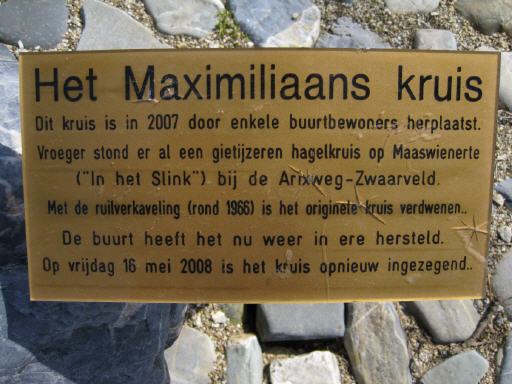 Het Maximiliaans kruis
Dit kruis is in 2007 door enkele buurtbewoners herplaatst.
Vroeger stond er al een gietijzeren hagelkruis op Maaswienerte
("In het Slink") bij de Arixweg-Zwaarveld.
Met de ruilverkaveling (rond 1966) is het originele kruis verdwenen..
De buurt heeft het nu weer in ere hersteld.
Op vrijdag 16 mei 2008 is het kruis opnieuw ingezegend..